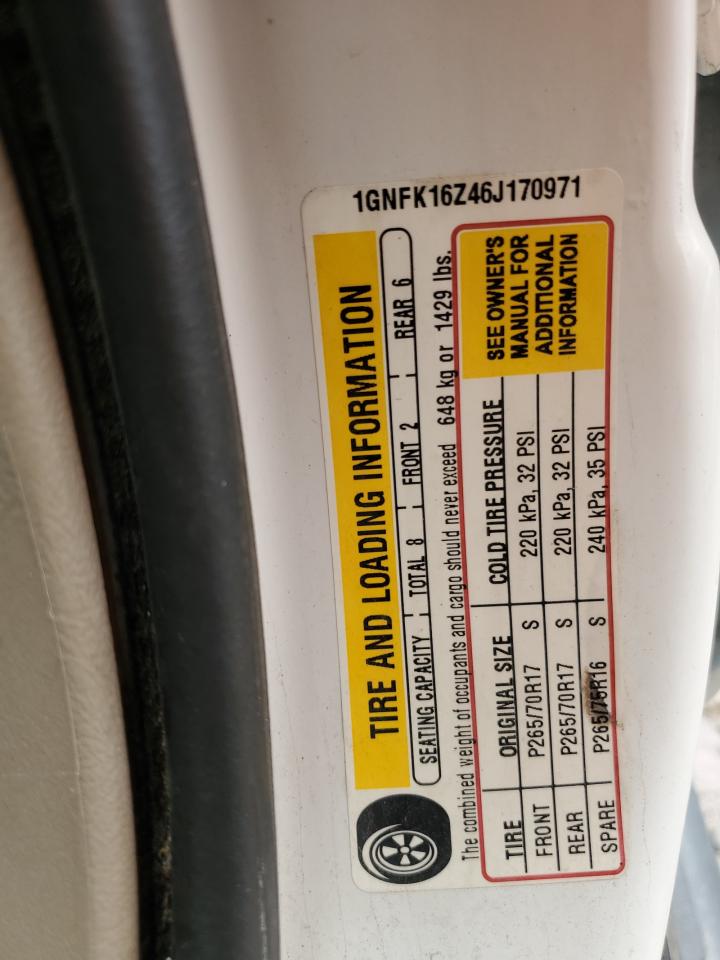 1GNFK16Z46J170971
TIRE AND LOADING INFORMATION
SEATING CAPACITY TOTAL 8 FRONT 2 REAR 6
The combined weight of occupants and cargo should never exceed 648 kg or 1429 lbs.
TIRE ORIGINAL SIZE COLD TIRE PRESSURE
FRONT P265/70R17 S 220 kPa, 32 PSI
REAR P265/70R17 S 220 kPa, 32 PSI
SPARE P265/75R16 S 240 kPa, 35 PSI
SEE OWNER'S
MANUAL FOR
ADDITIONAL
INFORMATION